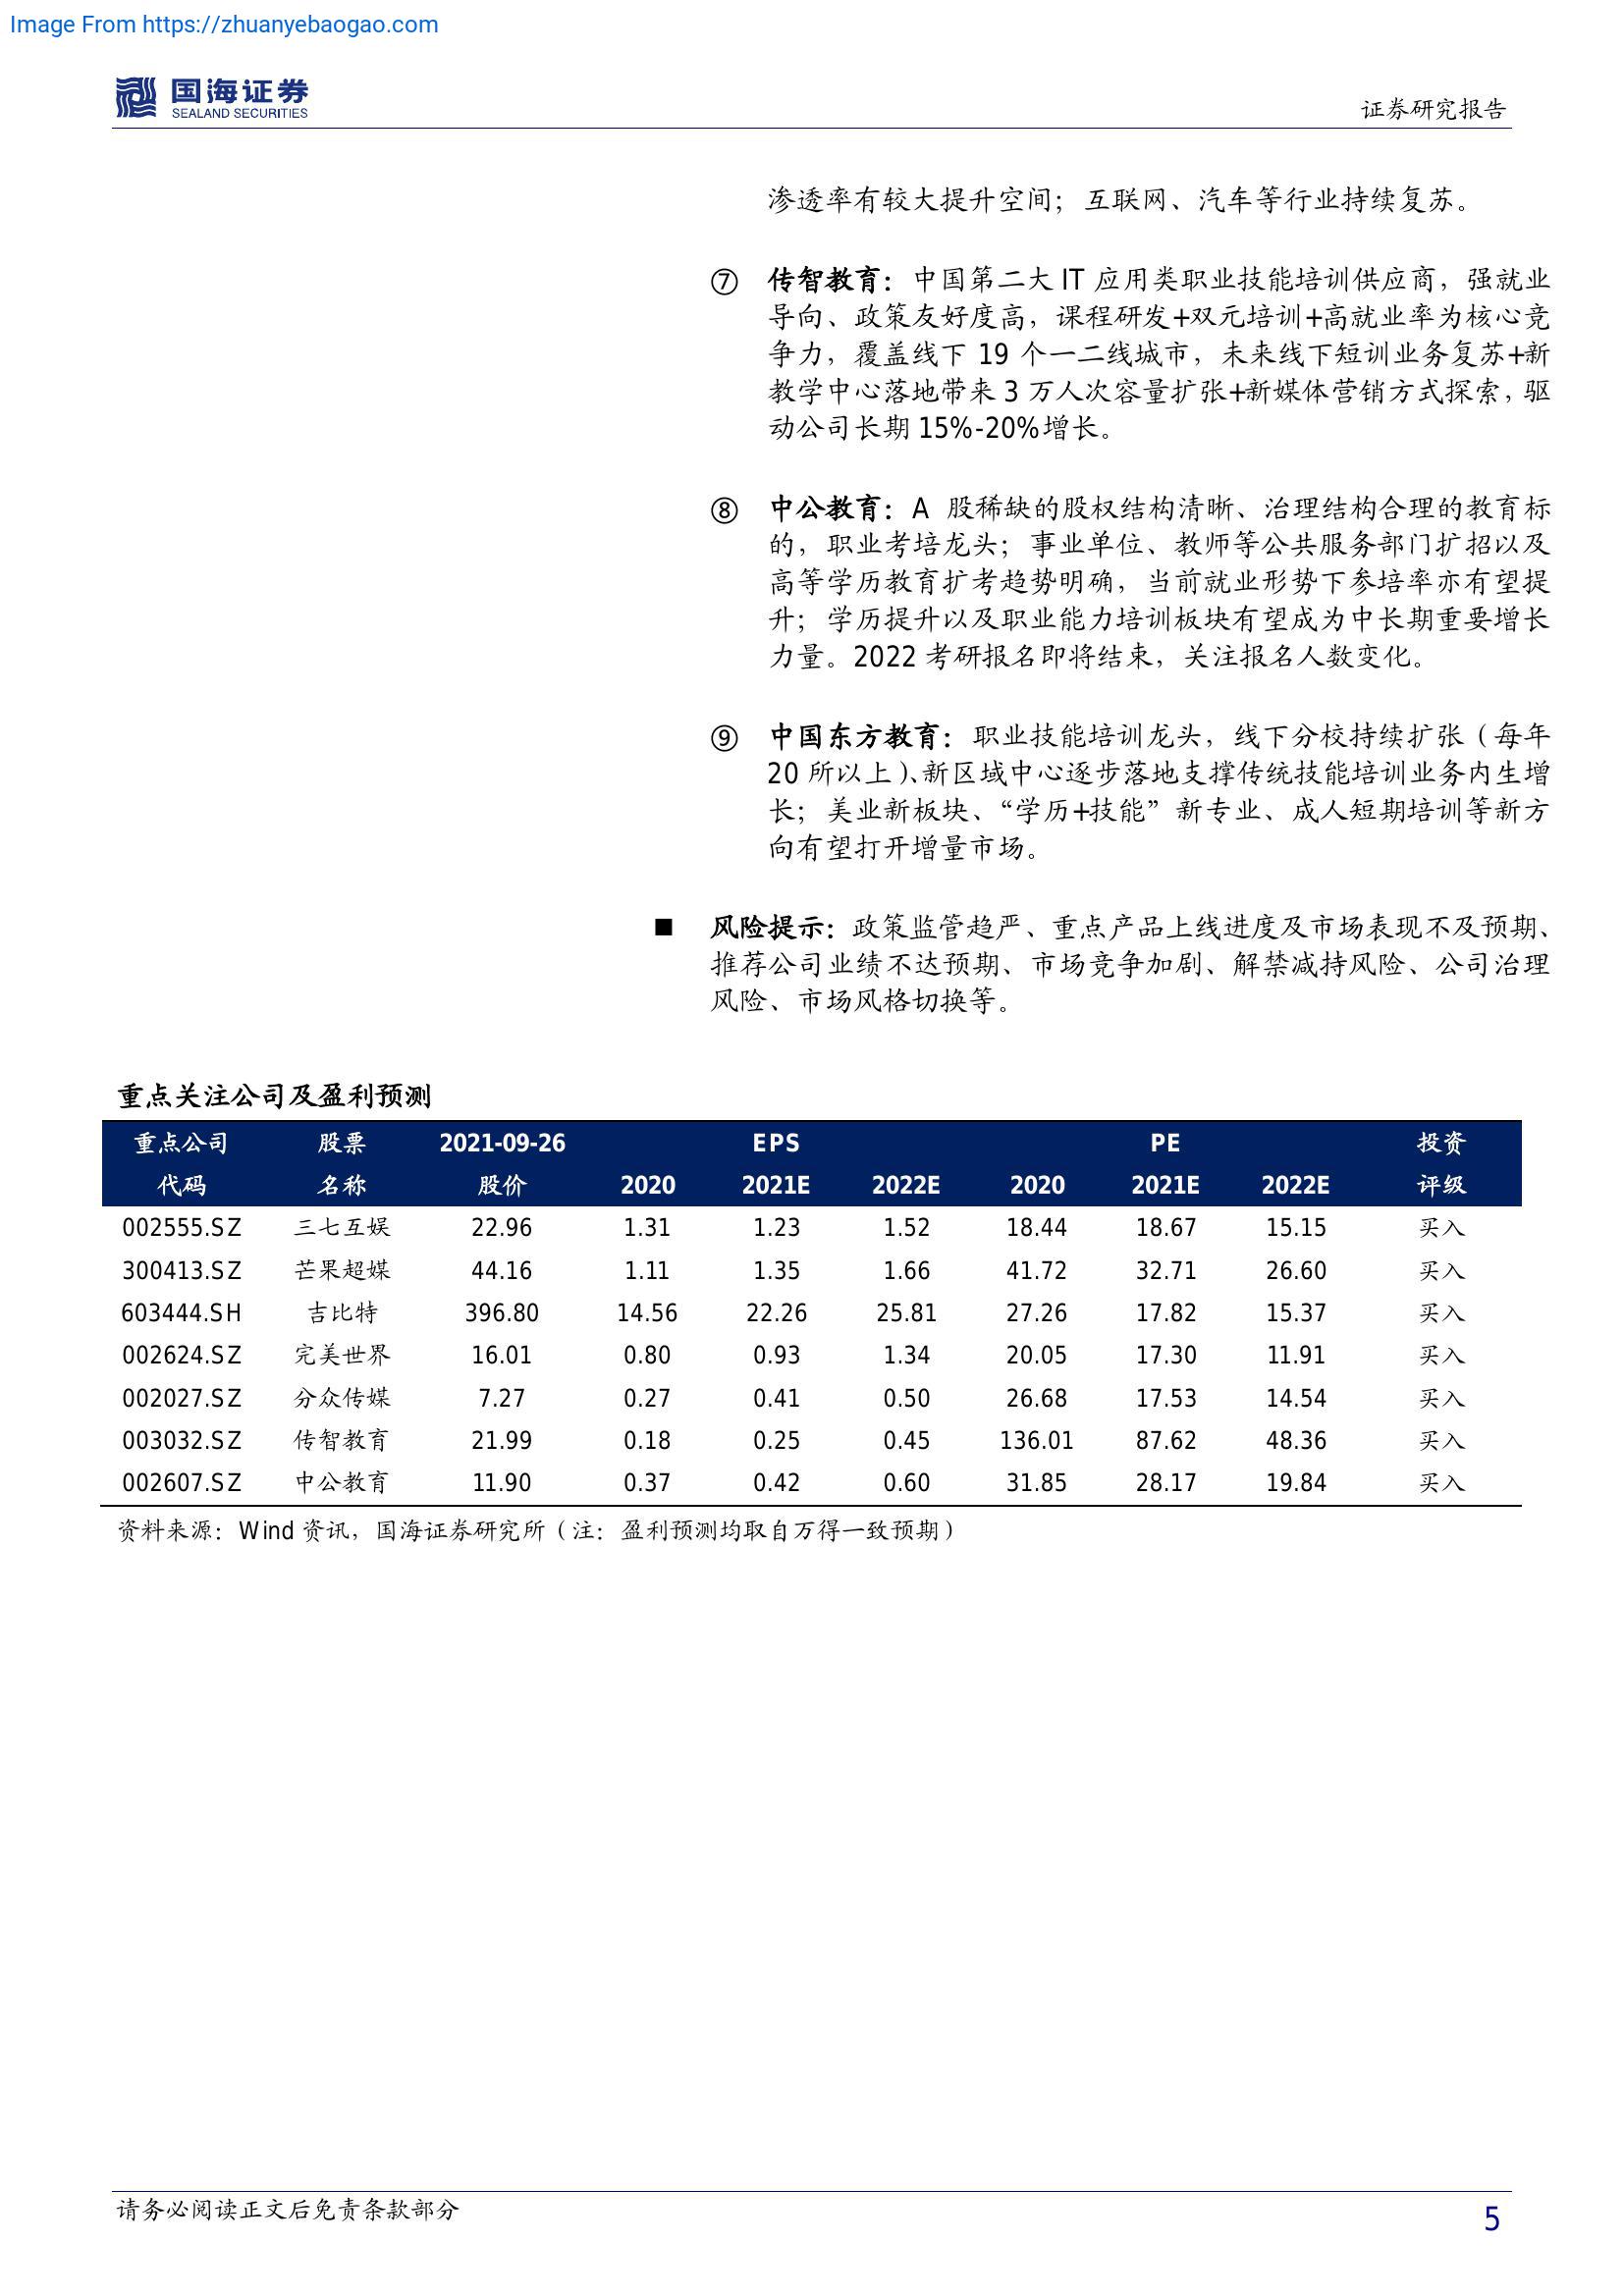 Image From https://zhuanyebaogao.com
国海证券
SEALAND SECURITIES
证券研究报告
渗透率有较大提升空间；互联网、汽车等行业持续复苏。
⑦ 传智教育：中国第二大 IT 应用类职业技能培训供应商，强就业
导向、政策友好度高，课程研发+双元培训+高就业率为核心竞
争力，覆盖线下 19 个一二线城市，未来线下短训业务复苏+新
教学中心落地带来 3 万人次容量扩张+新媒体营销方式探索，驱
动公司长期 15%-20%增长。
⑧ 中公教育：A 股稀缺的股权结构清晰、治理结构合理的教育标
的，职业考培龙头；事业单位、教师等公共服务部门扩招以及
高等学历教育扩考趋势明确，当前就业形势下参培率亦有望提
升；学历提升以及职业能力培训板块有望成为中长期重要增长
力量。2022 考研报名即将结束，关注报名人数变化。
⑨ 中国东方教育：职业技能培训龙头，线下分校持续扩张（每年
20 所以上）、新区域中心逐步落地支撑传统技能培训业务内生增
长；美业新板块、“学历+技能”新专业、成人短期培训等新方
向有望打开增量市场。
■ 风险提示：政策监管趋严、重点产品上线进度及市场表现不及预期、
推荐公司业绩不达预期、市场竞争加剧、解禁减持风险、公司治理
风险、市场风格切换等。
重点关注公司及盈利预测
重点公司 股票 2021-09-26 EPS PE 投资
代码 名称 股价 2020 2021E 2022E 2020 2021E 2022E 评级
002555.SZ 三七互娱 22.96 1.31 1.23 1.52 18.44 18.67 15.15 买入
300413.SZ 芒果超媒 44.16 1.11 1.35 1.66 41.72 32.71 26.60 买入
603444.SH 吉比特 396.80 14.56 22.26 25.81 27.26 17.82 15.37 买入
002624.SZ 完美世界 16.01 0.80 0.93 1.34 20.05 17.30 11.91 买入
002027.SZ 分众传媒 7.27 0.27 0.41 0.50 26.68 17.53 14.54 买入
003032.SZ 传智教育 21.99 0.18 0.25 0.45 136.01 87.62 48.36 买入
002607.SZ 中公教育 11.90 0.37 0.42 0.60 31.85 28.17 19.84 买入
资料来源：Wind 资讯，国海证券研究所（注：盈利预测均取自万得一致预期）
请务必阅读正文后免责条款部分
5